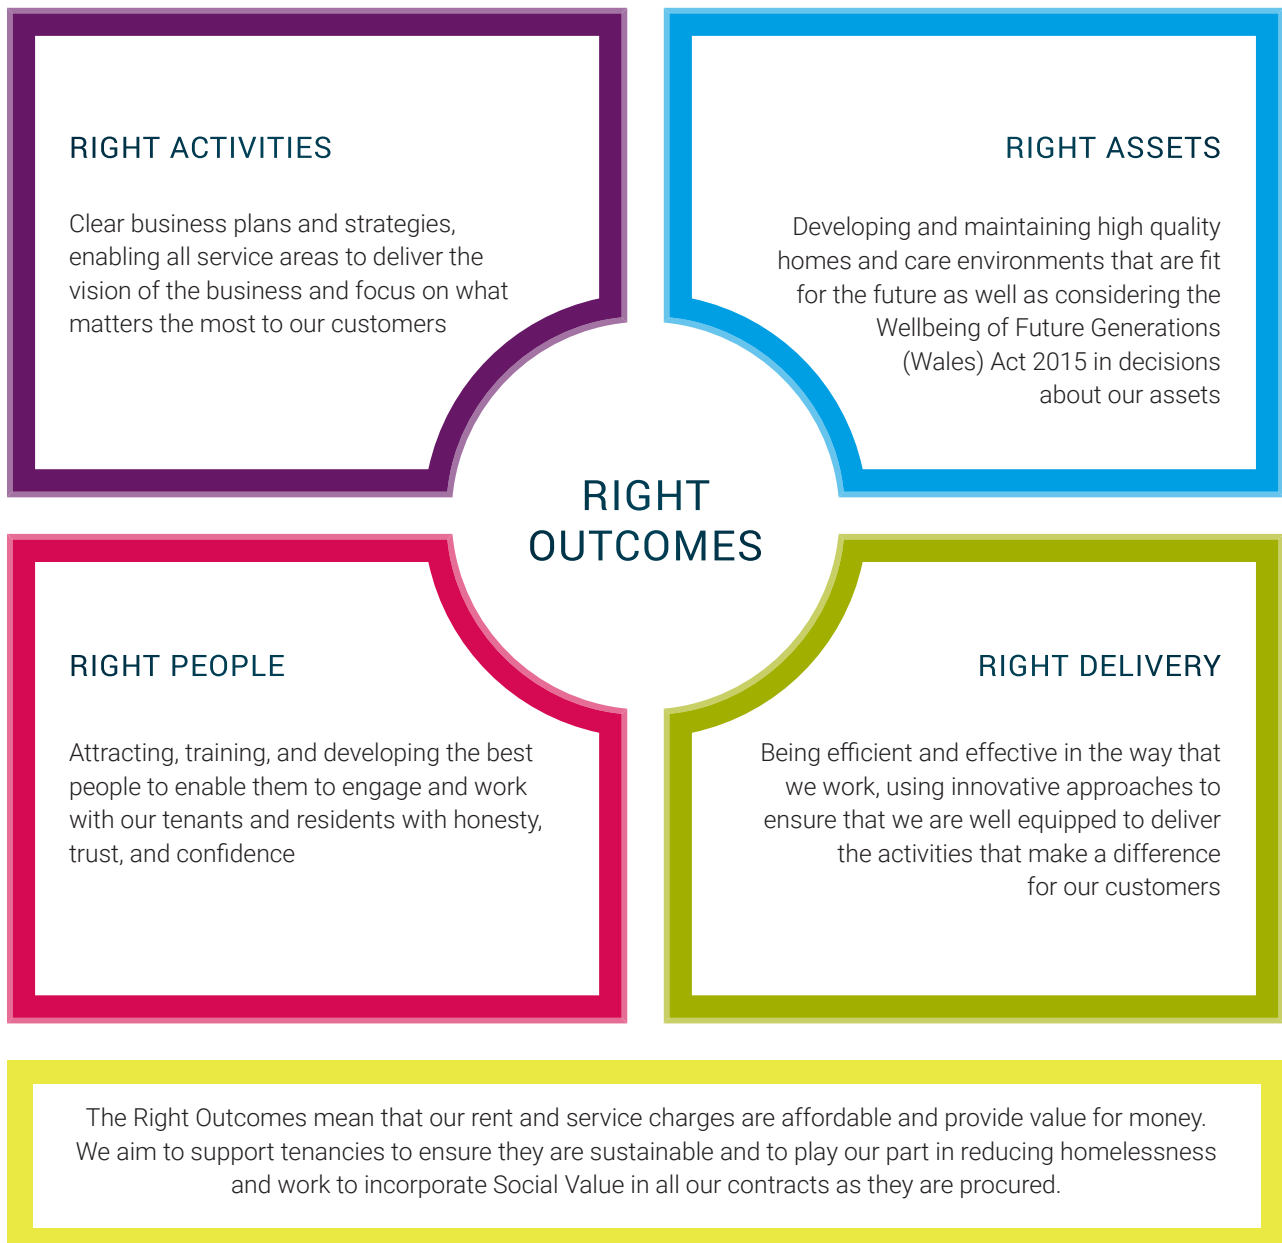 RIGHT ACTIVITIES
Clear business plans and strategies,
enabling all service areas to deliver the
vision of the business and focus on what
matters the most to our customers
RIGHT ASSETS
Developing and maintaining high quality
homes and care environments that are fit
for the future as well as considering the
Wellbeing of Future Generations
(Wales) Act 2015 in decisions
about our assets
RIGHT
OUTCOMES
RIGHT PEOPLE
Attracting, training, and developing the best
people to enable them to engage and work
with our tenants and residents with honesty,
trust, and confidence
RIGHT DELIVERY
Being efficient and effective in the way that
we work, using innovative approaches to
ensure that we are well equipped to deliver
the activities that make a difference
for our customers
The Right Outcomes mean that our rent and service charges are affordable and provide value for money.
We aim to support tenancies to ensure they are sustainable and to play our part in reducing homelessness
and work to incorporate Social Value in all our contracts as they are procured.